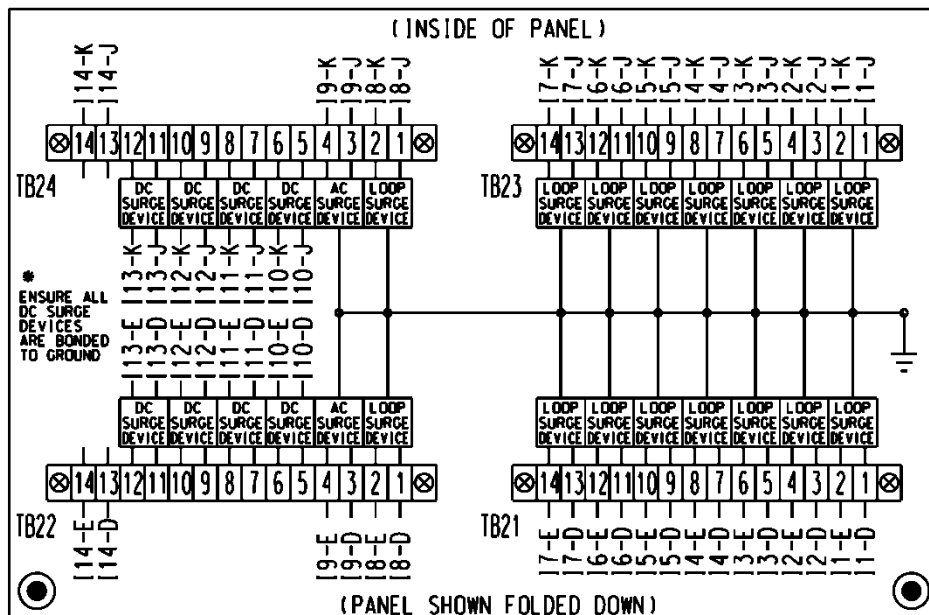 (INSIDE OF PANEL)
I14-K I14-J I9-K I9-J I8-K I8-J
I7-K I7-J I6-K I6-J I5-K I5-J I4-K I4-J I3-K I3-J I2-K I2-J I1-K I1-J
14 13 12 11 10 9 8 7 6 5 4 3 2 1
14 13 12 11 10 9 8 7 6 5 4 3 2 1
TB24
TB23
DC SURGE DEVICE
DC SURGE DEVICE
DC SURGE DEVICE
DC SURGE DEVICE
AC SURGE DEVICE
LOOP SURGE DEVICE
LOOP SURGE DEVICE
LOOP SURGE DEVICE
LOOP SURGE DEVICE
LOOP SURGE DEVICE
LOOP SURGE DEVICE
LOOP SURGE DEVICE
LOOP SURGE DEVICE
I13-K I13-J I12-K I12-J I11-K I11-J I10-K I10-J
*
ENSURE ALL
DC SURGE
DEVICES
ARE BONDED
TO GROUND
I13-E I13-D I12-E I12-D I11-E I11-D I10-E I10-D
DC SURGE DEVICE
DC SURGE DEVICE
DC SURGE DEVICE
DC SURGE DEVICE
AC SURGE DEVICE
LOOP SURGE DEVICE
LOOP SURGE DEVICE
LOOP SURGE DEVICE
LOOP SURGE DEVICE
LOOP SURGE DEVICE
LOOP SURGE DEVICE
LOOP SURGE DEVICE
LOOP SURGE DEVICE
14 13 12 11 10 9 8 7 6 5 4 3 2 1
14 13 12 11 10 9 8 7 6 5 4 3 2 1
TB22
TB21
I14-E I14-D I9-E I9-D I8-E I8-D
I7-E I7-D I6-E I6-D I5-E I5-D I4-E I4-D I3-E I3-D I2-E I2-D I1-E I1-D
(PANEL SHOWN FOLDED DOWN)